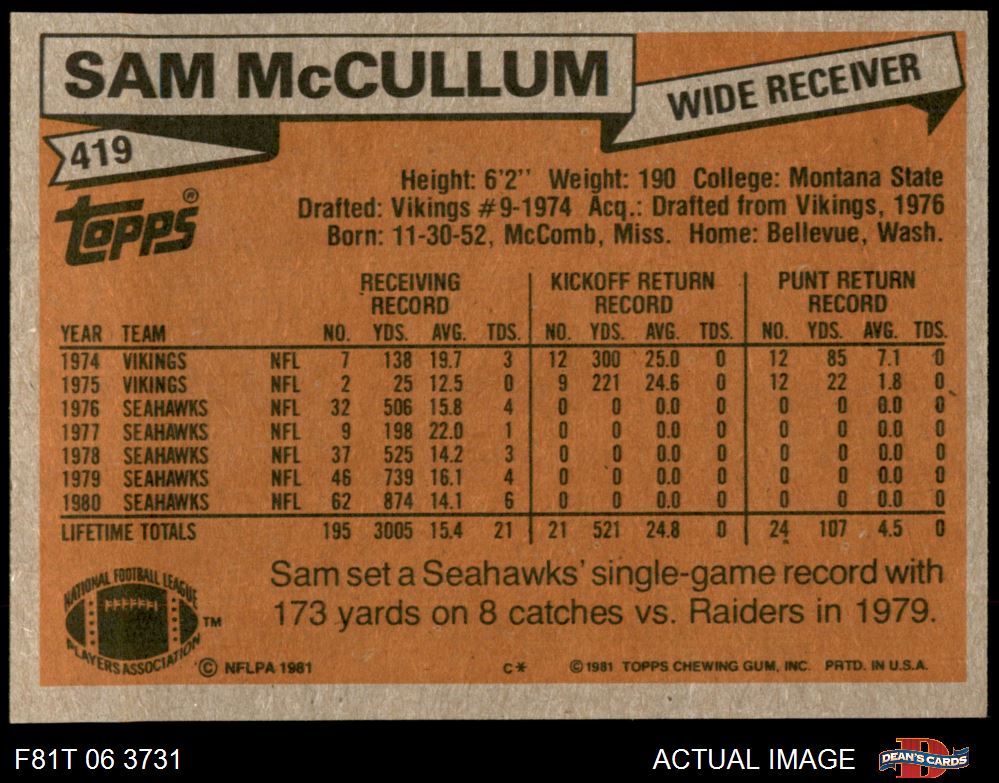 SAM McCULLUM
WIDE RECEIVER
419
TOPPS®
Height: 6'2'' Weight: 190 College: Montana State
Drafted: Vikings #9-1974 Acq.: Drafted from Vikings, 1976
Born: 11-30-52, McComb, Miss. Home: Bellevue, Wash.
RECEIVING RECORD KICKOFF RETURN RECORD PUNT RETURN RECORD
YEAR TEAM NO. YDS. AVG. TDS. NO. YDS. AVG. TDS. NO. YDS. AVG. TDS.
1974 VIKINGS NFL 7 138 19.7 3 12 300 25.0 0 12 85 7.1 0
1975 VIKINGS NFL 2 25 12.5 0 9 221 24.6 0 12 22 1.8 0
1976 SEAHAWKS NFL 32 506 15.8 4 0 0 0.0 0 0 0 0.0 0
1977 SEAHAWKS NFL 9 198 22.0 1 0 0 0.0 0 0 0 0.0 0
1978 SEAHAWKS NFL 37 525 14.2 3 0 0 0.0 0 0 0 0.0 0
1979 SEAHAWKS NFL 46 739 16.1 4 0 0 0.0 0 0 0 0.0 0
1980 SEAHAWKS NFL 62 874 14.1 6 0 0 0.0 0 0 0 0.0 0
LIFETIME TOTALS 195 3005 15.4 21 21 521 24.8 0 24 107 4.5 0
Sam set a Seahawks' single-game record with
173 yards on 8 catches vs. Raiders in 1979.
NATIONAL FOOTBALL LEAGUE
PLAYERS ASSOCIATION
TM
© NFLPA 1981 C* ©1981 TOPPS CHEWING GUM, INC. PRTD. IN U.S.A.
F81T 06 3731 ACTUAL IMAGE
D
DEAN'S CARDS